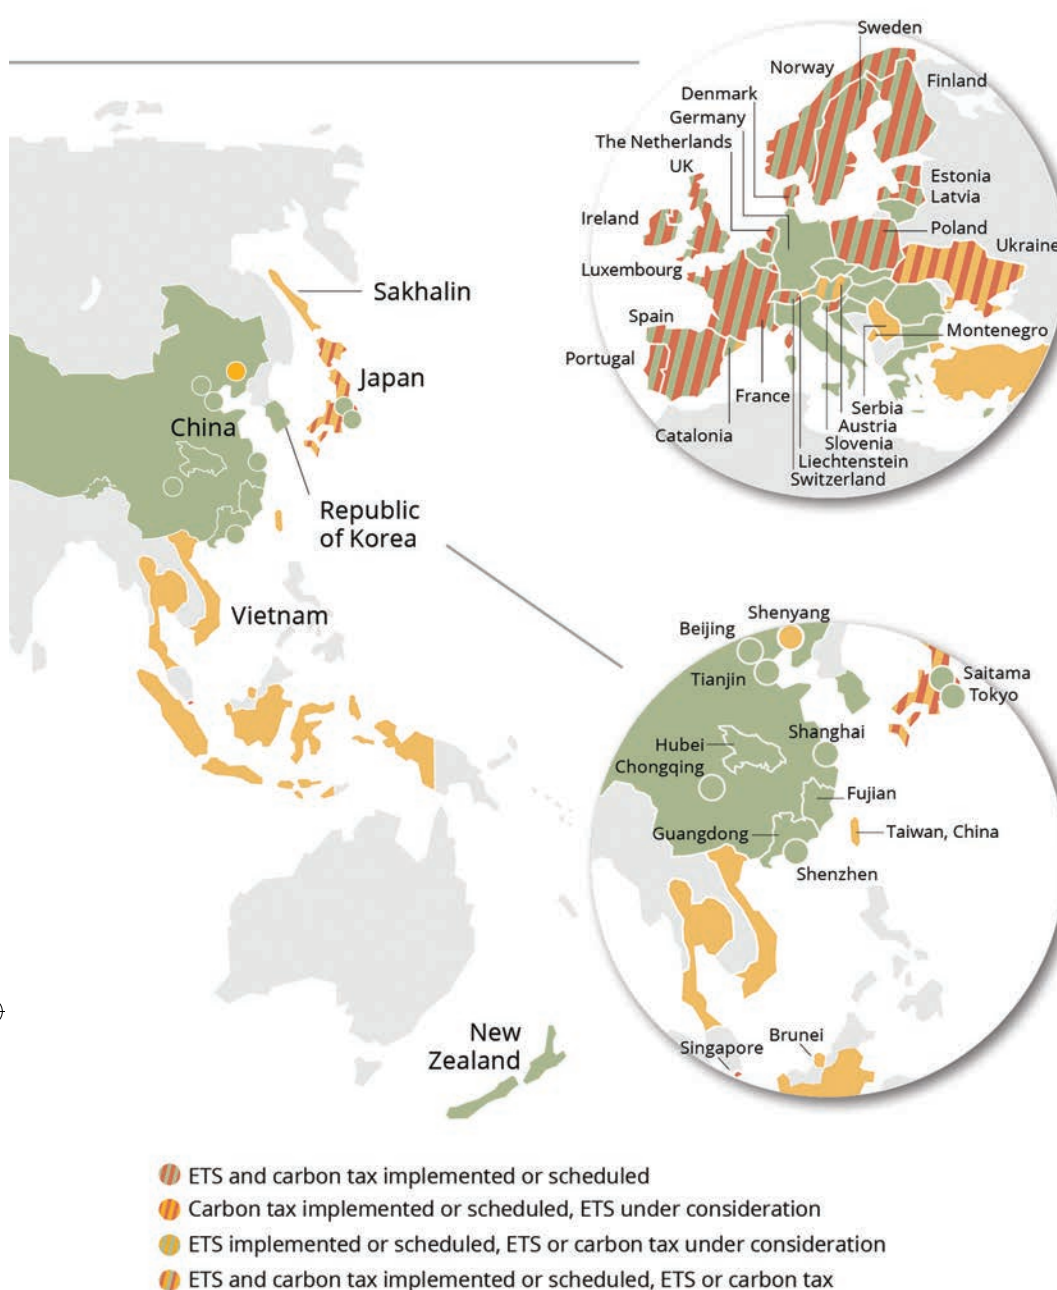 Sweden
Norway
Finland
Denmark
Germany
The Netherlands
UK
Estonia
Latvia
Ireland
Poland
Ukraine
Luxembourg
Spain
Montenegro
Portugal
France
Serbia
Austria
Catalonia
Slovenia
Liechtenstein
Switzerland
Sakhalin
Japan
China
Republic
of Korea
Vietnam
Shenyang
Beijing
Tianjin
Saitama
Tokyo
Shanghai
Hubei
Chongqing
Fujian
Guangdong
Taiwan, China
Shenzhen
Brunei
Singapore
New
Zealand
ETS and carbon tax implemented or scheduled
Carbon tax implemented or scheduled, ETS under consideration
ETS implemented or scheduled, ETS or carbon tax under consideration
ETS and carbon tax implemented or scheduled, ETS or carbon tax